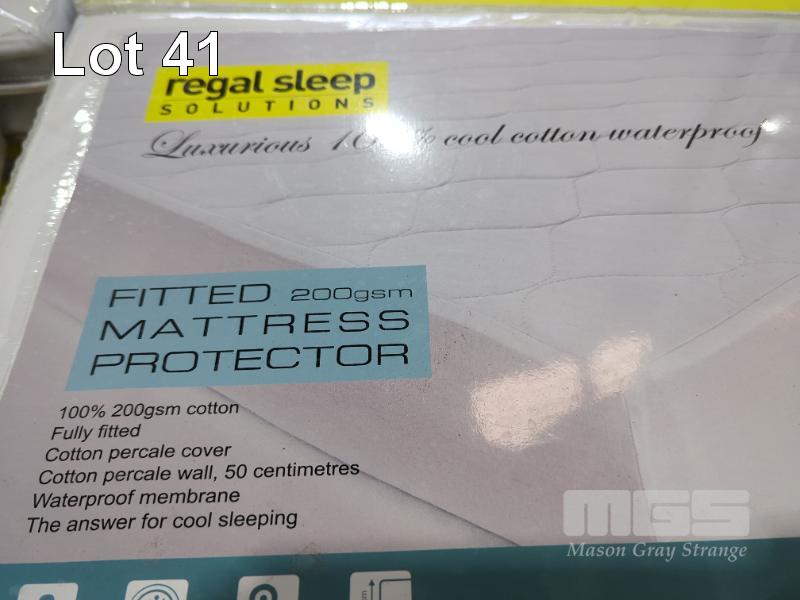 Lot 41
regal sleep
SOLUTIONS
Luxurious 100% cool cotton waterproof
FITTED 200gsm
MATTRESS
PROTECTOR
100% 200gsm cotton
Fully fitted
Cotton percale cover
Cotton percale wall, 50 centimetres
Waterproof membrane
The answer for cool sleeping
MGS
Mason Gray Strange